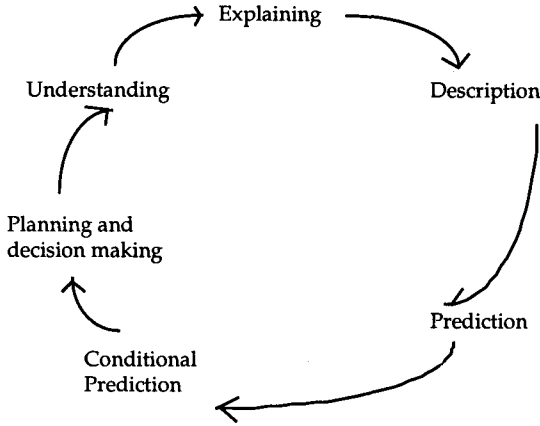 Explaining
Understanding
Description
Planning and
decision making
Prediction
Conditional
Prediction